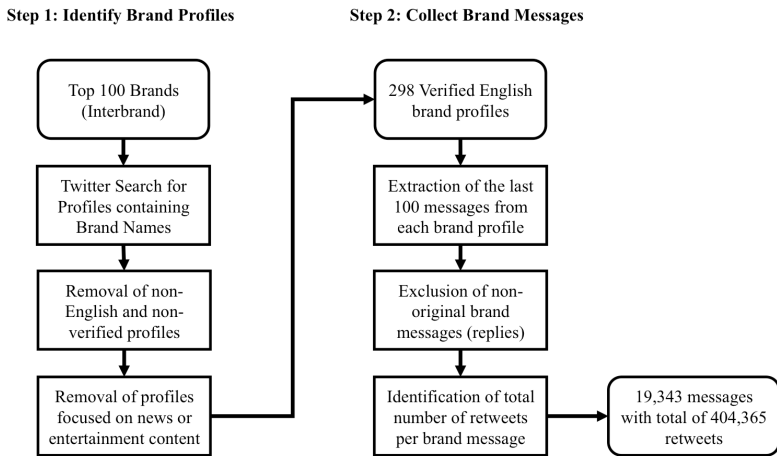 Step 1: Identify Brand Profiles
Top 100 Brands
(Interbrand)
Twitter Search for
Profiles containing
Brand Names
Removal of non-
English and non-
verified profiles
Removal of profiles
focused on news or
entertainment content
Step 2: Collect Brand Messages
298 Verified English
brand profiles
Extraction of the last
100 messages from
each brand profile
Exclusion of non-
original brand
messages (replies)
Identification of total
number of retweets
per brand message
19,343 messages
with total of 404,365
retweets